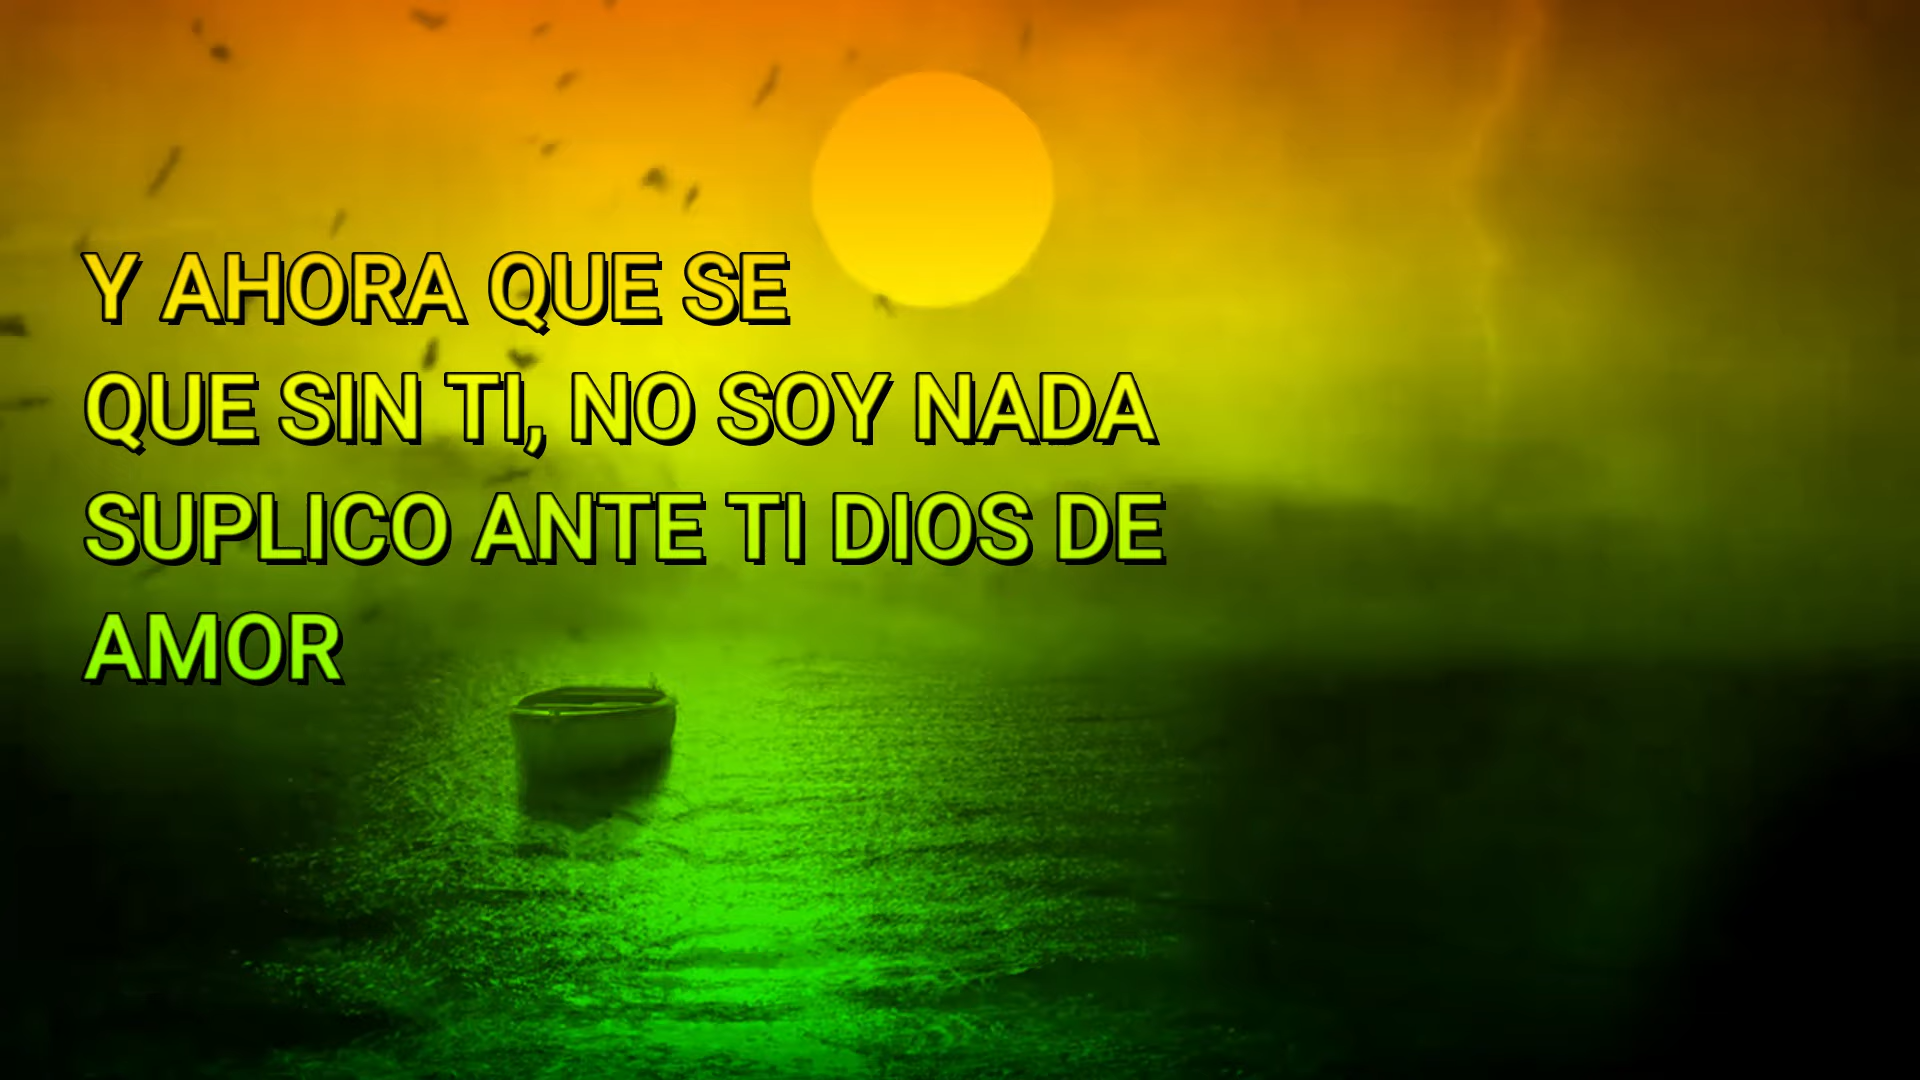 Y AHORA QUE SE
QUE SIN TI, NO SOY NADA
SUPLICO ANTE TI DIOS DE
AMOR